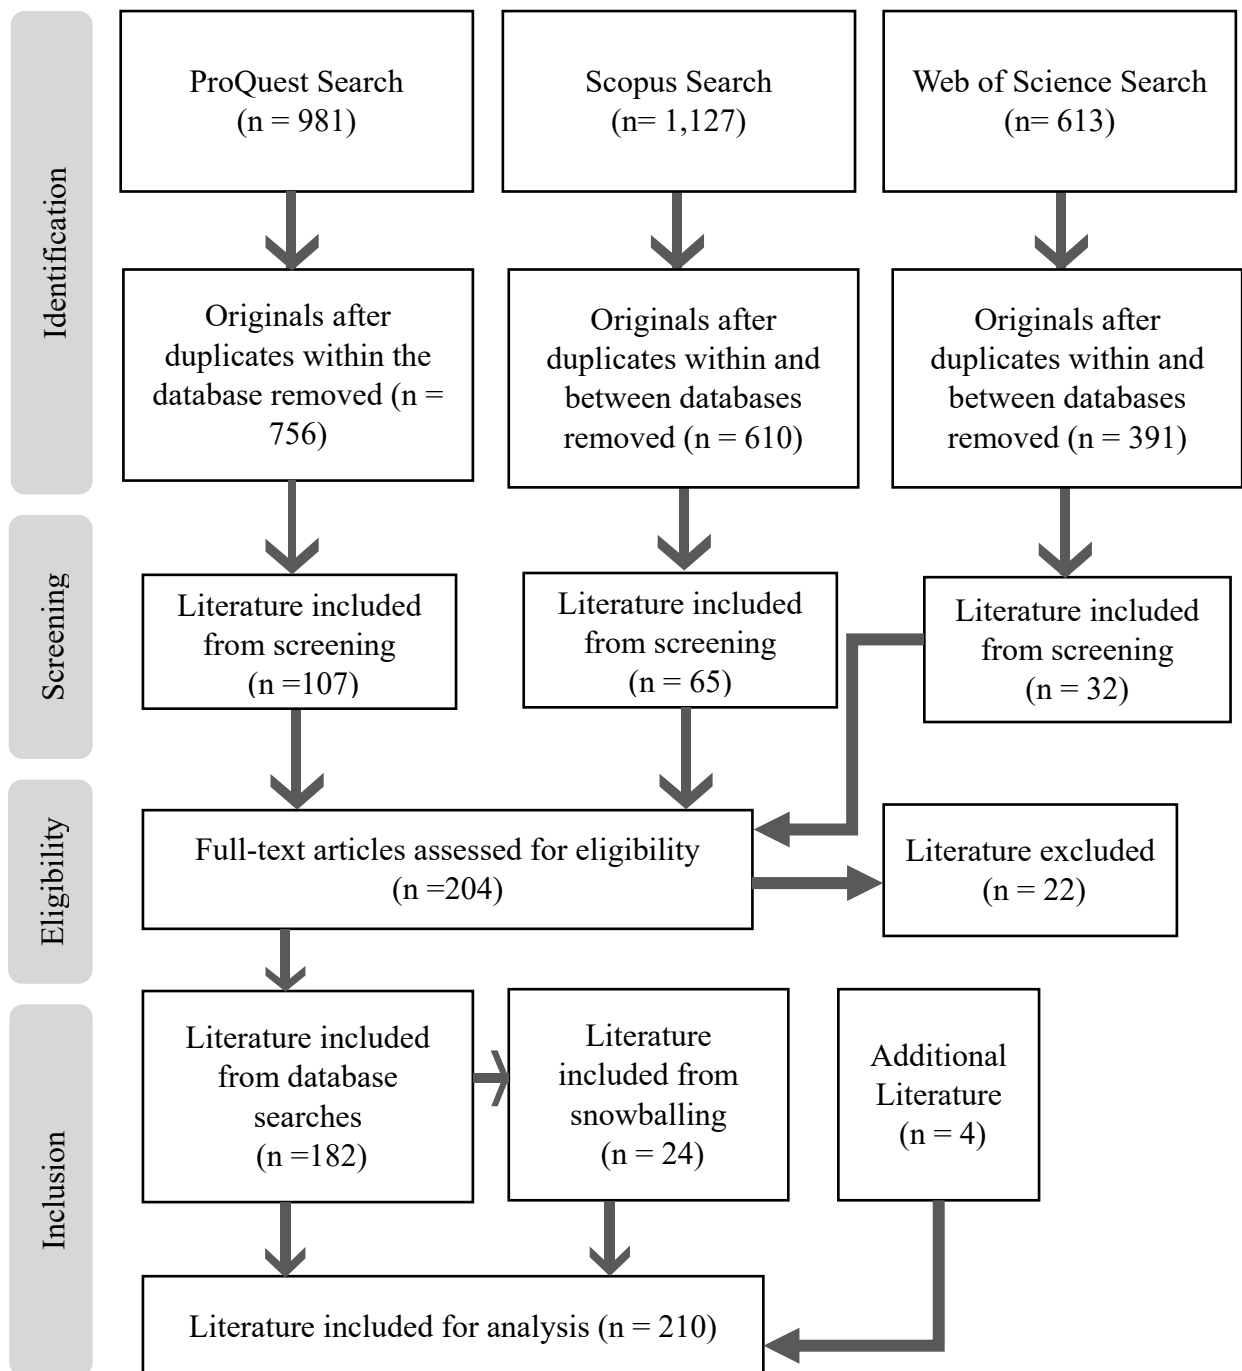 Identification
ProQuest Search
(n = 981)
Scopus Search
(n= 1,127)
Web of Science Search
(n= 613)
Originals after
duplicates within the
database removed (n =
756)
Originals after
duplicates within and
between databases
removed (n = 610)
Originals after
duplicates within and
between databases
removed (n = 391)
Screening
Literature included
from screening
(n =107)
Literature included
from screening
(n = 65)
Literature included
from screening
(n = 32)
Eligibility
Full-text articles assessed for eligibility
(n =204)
Literature excluded
(n = 22)
Inclusion
Literature included
from database
searches
(n =182)
Literature
included from
snowballing
(n = 24)
Additional
Literature
(n = 4)
Literature included for analysis (n = 210)